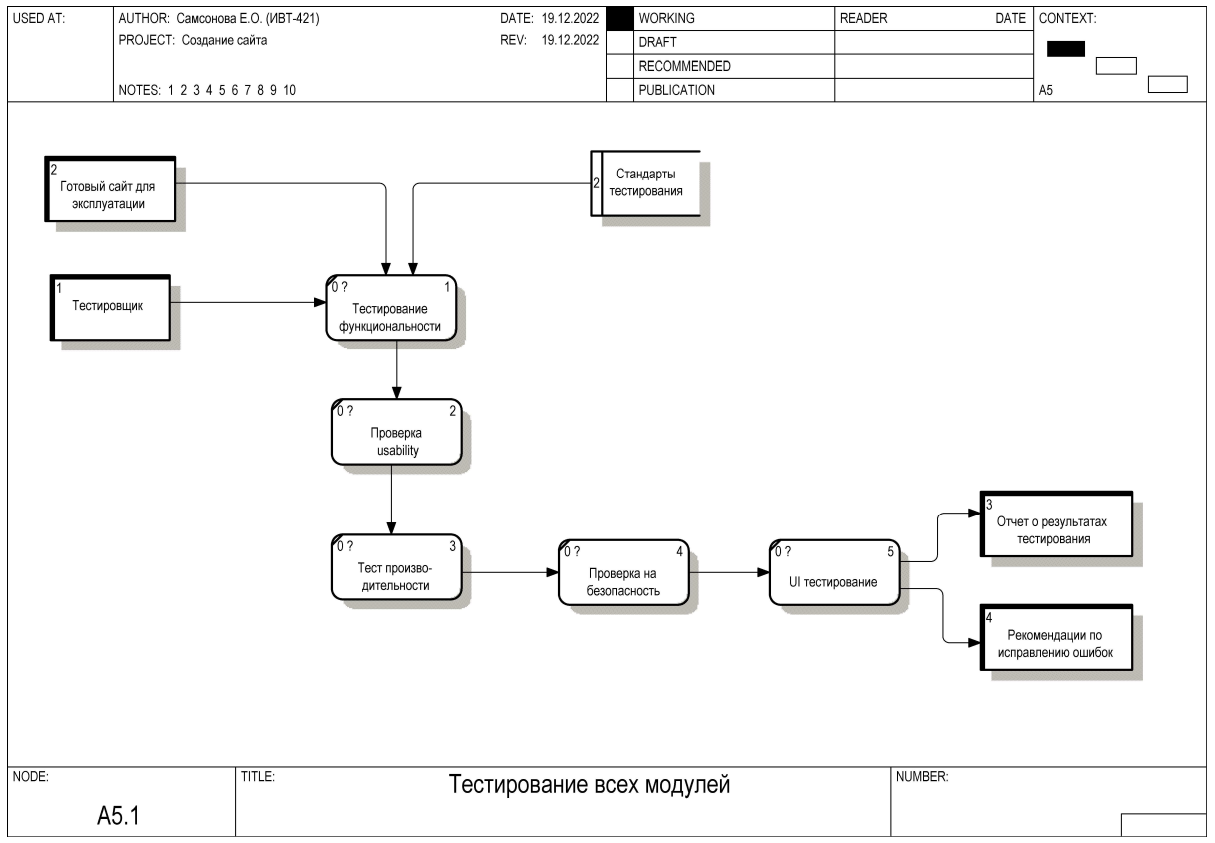 USED AT:
AUTHOR: Самсонова Е.О. (ИВТ-421)
DATE: 19.12.2022
WORKING
READER
DATE
CONTEXT:
PROJECT: Создание сайта
REV: 19.12.2022
DRAFT
RECOMMENDED
NOTES: 1 2 3 4 5 6 7 8 9 10
PUBLICATION
A5
2
Готовый сайт для
эксплуатации
2
Стандарты
тестирования
1
Тестировщик
0 ?
1
Тестирование
функциональности
0 ?
2
Проверка
usability
0 ?
3
Тест произво-
дительности
0 ?
4
Проверка на
безопасность
0 ?
5
UI тестирование
3
Отчет о результатах
тестирования
4
Рекомендации по
исправлению ошибок
NODE:
A5.1
TITLE:
Тестирование всех модулей
NUMBER: